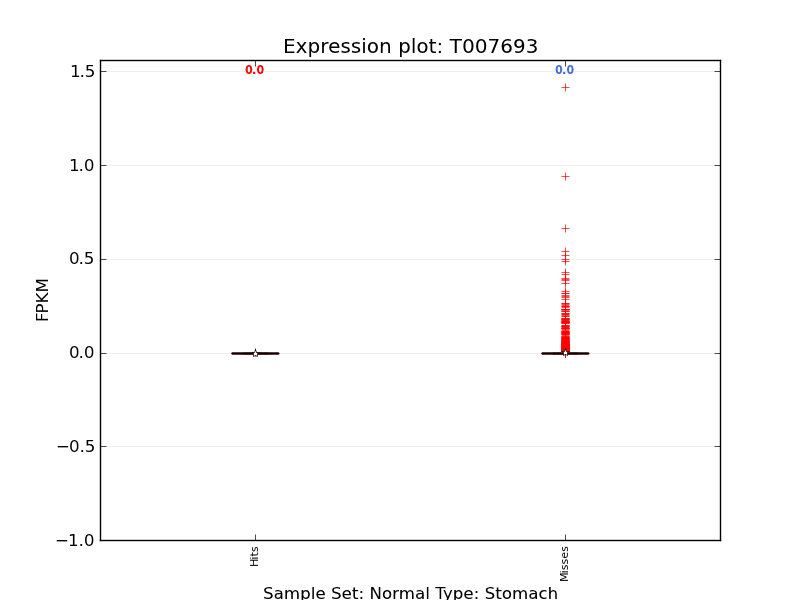 Expression plot: T007693
0.0 0.0
1.5
1.0
0.5
0.0
−0.5
−1.0
FPKM
Hits Misses
Sample Set: Normal Type: Stomach